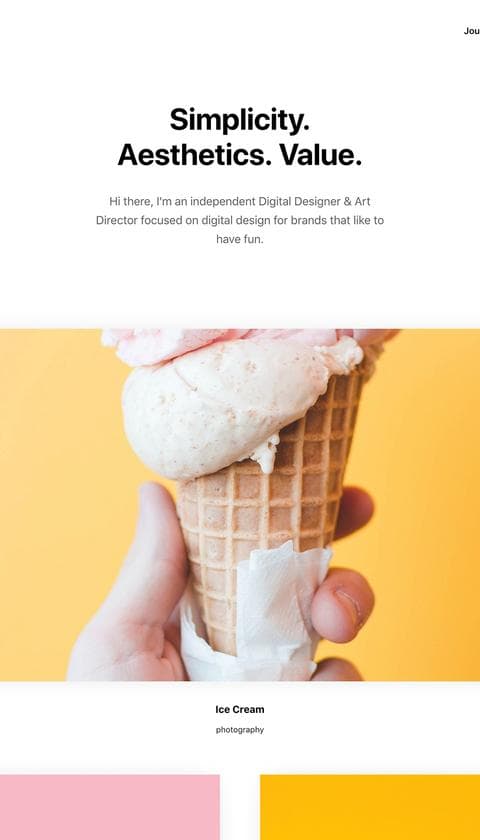 Jou
Simplicity.
Aesthetics. Value.
Hi there, I'm an independent Digital Designer & Art
Director focused on digital design for brands that like to
have fun.
Ice Cream
photography